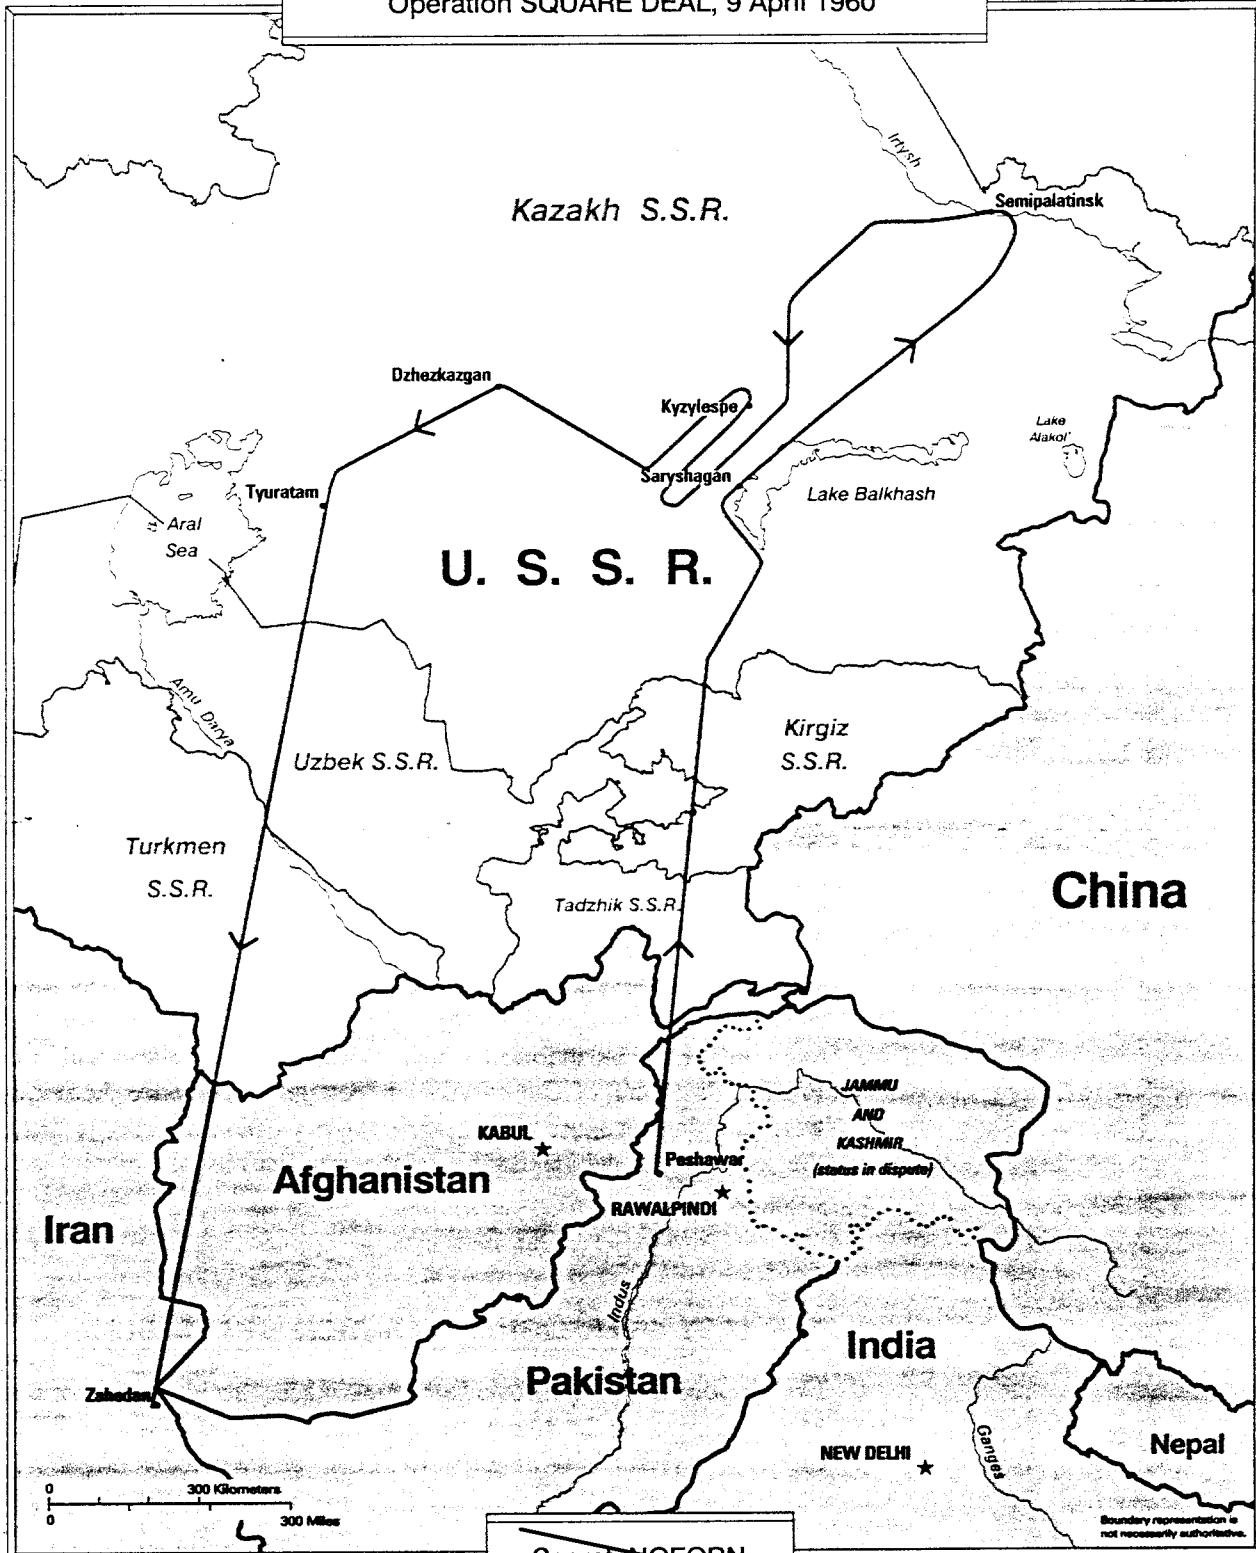 Operation SQUARE DEAL, 9 April 1960
Irtysh
Semipalatinsk
Kazakh S.S.R.
Dzhezkazgan
Kyzylespe
Lake
Alakol'
Saryshagan
Lake Balkhash
Tyuratam
Aral
Sea
U. S. S. R.
Amu Darya
Uzbek S.S.R.
Kirgiz
S.S.R.
Turkmen
S.S.R.
Tadzhik S.S.R.
China
JAMMU
AND
KASHMIR
(status in dispute)
KABUL
Peshawar
Afghanistan
RAWALPINDI
Iran
Indus
India
Pakistan
Zahedan
Ganges
Nepal
NEW DELHI
0 300 Kilometers
0 300 Miles
Boundary representation is
not necessarily authoritative.
NOFORN